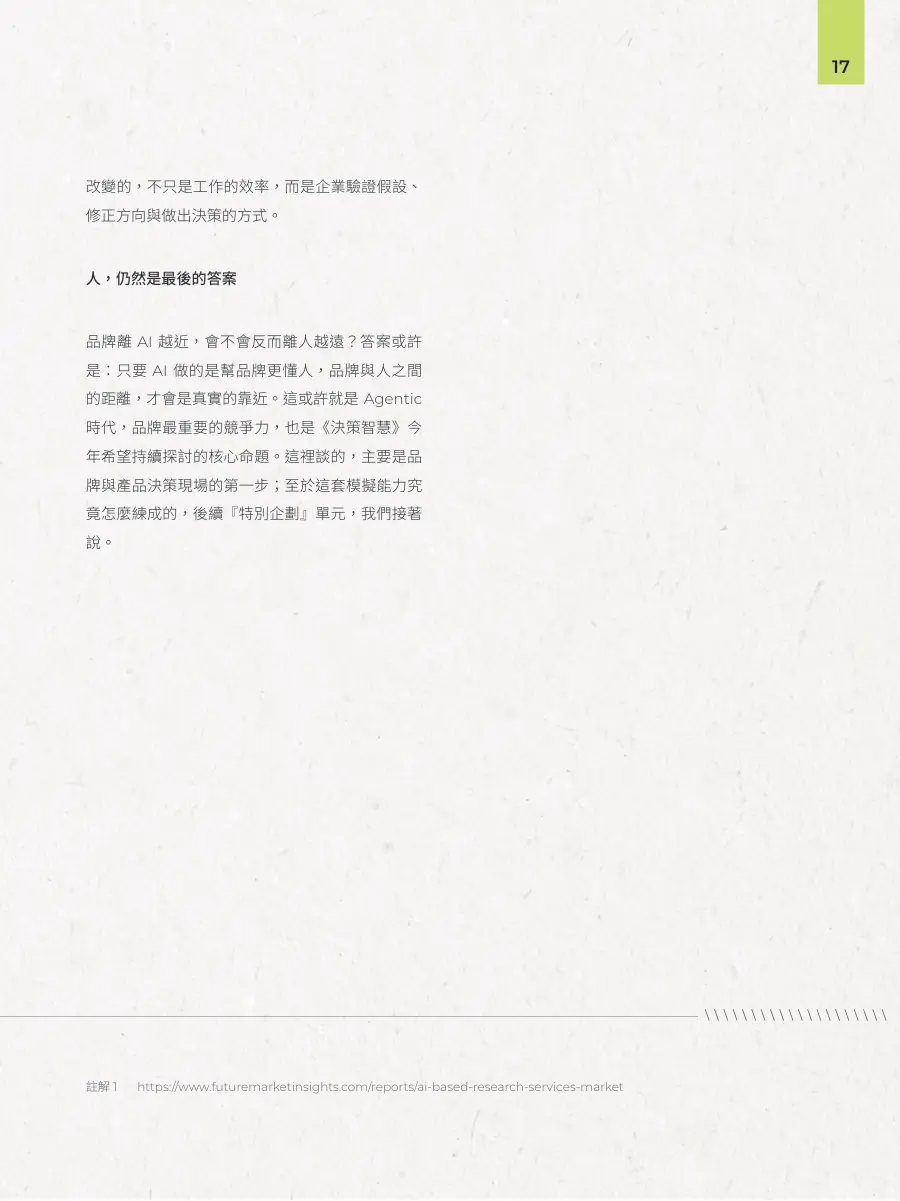 17
改變的，不只是工作的效率，而是企業驗證假設、
修正方向與做出決策的方式。
人，仍然是最後的答案
品牌離 AI 越近，會不會反而離人越遠？答案或許
是：只要 AI 做的是幫品牌更懂人，品牌與人之間
的距離，才會是真實的靠近。這或許就是 Agentic
時代，品牌最重要的競爭力，也是《決策智慧》今
年希望持續探討的核心命題。這裡談的，主要是品
牌與產品決策現場的第一步；至於這套模擬能力究
竟怎麼練成的，後續『特別企劃』單元，我們接著
說。
註解 1 https://www.futuremarketinsights.com/reports/ai-based-research-services-market